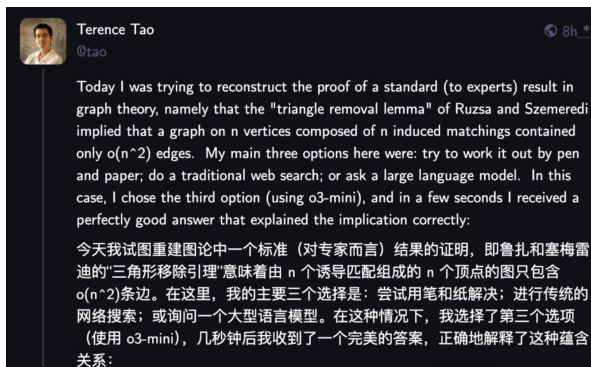 Terence Tao
8h *
@tao
Today I was trying to reconstruct the proof of a standard (to experts) result in
graph theory, namely that the "triangle removal lemma" of Ruzsa and Szemeredi
implied that a graph on n vertices composed of n induced matchings contained
only o(n^2) edges.  My main three options here were: try to work it out by pen
and paper; do a traditional web search; or ask a large language model.  In this
case, I chose the third option (using o3-mini), and in a few seconds I received a
perfectly good answer that explained the implication correctly:
今天我试图重建图论中一个标准（对专家而言）结果的证明，即鲁扎和塞梅雷
迪的“三角形移除引理”意味着由 n 个诱导匹配组成的 n 个顶点的图只包含
o(n^2)条边。在这里，我的主要三个选择是：尝试用笔和纸解决；进行传统的
网络搜索；或询问一个大型语言模型。在这种情况下，我选择了第三个选项
（使用 o3-mini），几秒钟后我收到了一个完美的答案，正确地解释了这种蕴含
关系：